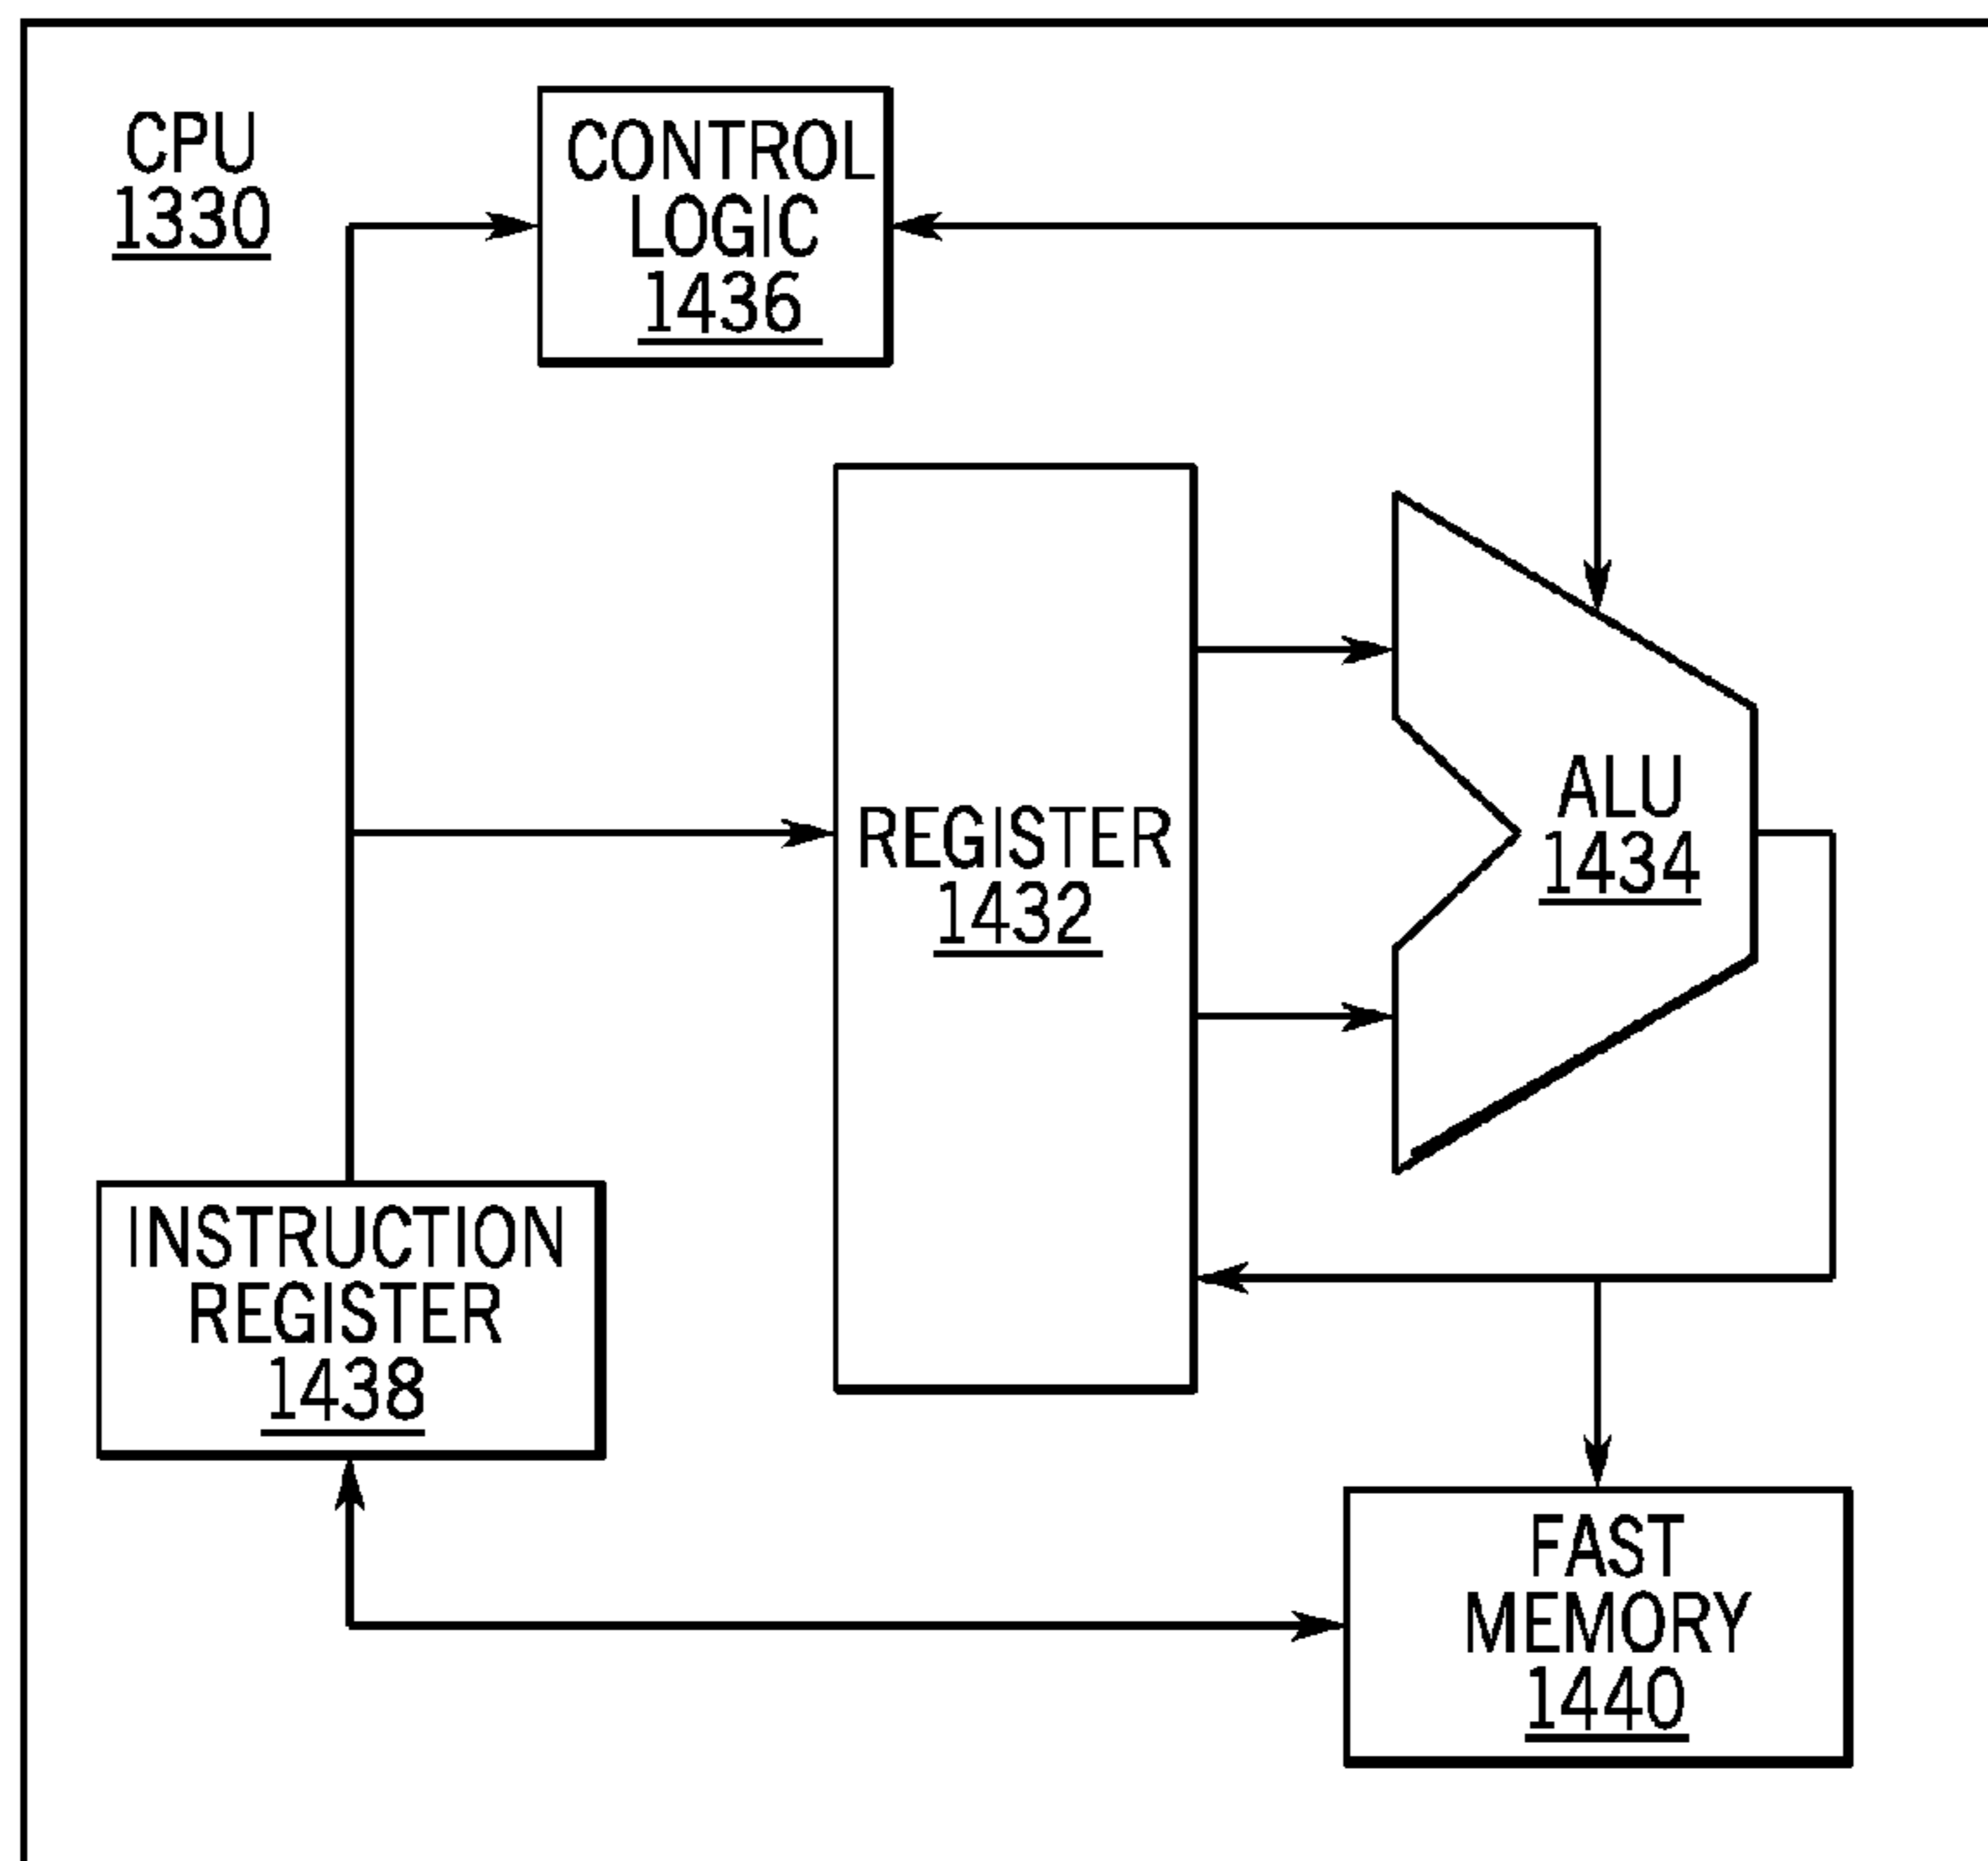 CPU
1330
CONTROL
LOGIC
1436
REGISTER
1432
ALU
1434
INSTRUCTION
REGISTER
1438
FAST
MEMORY
1440